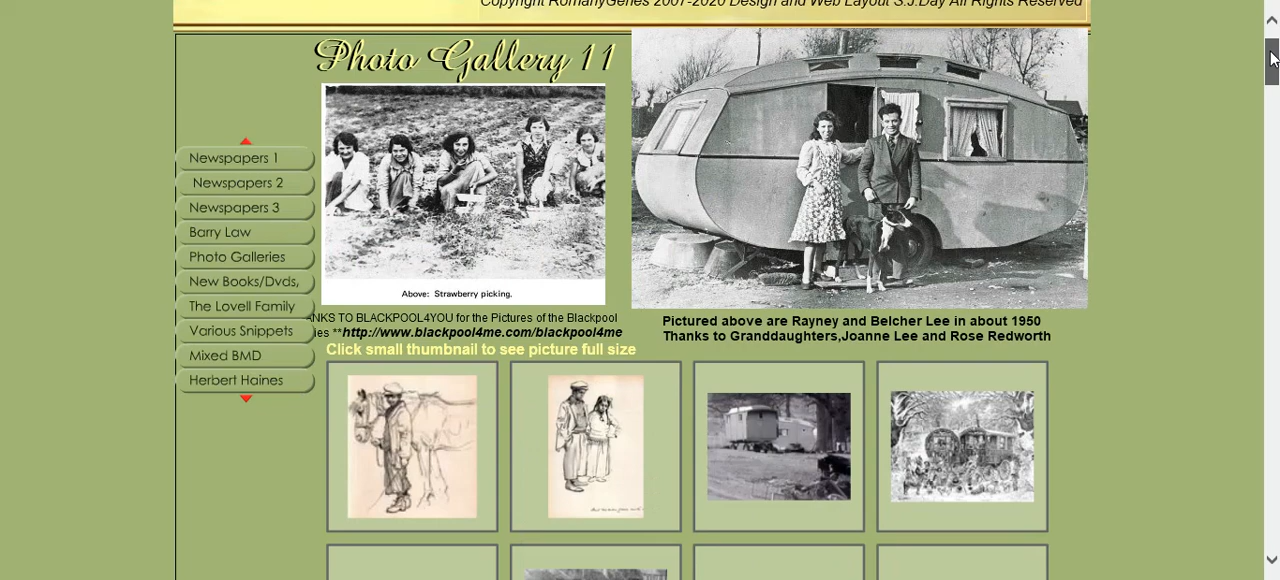 Copyright RomanyGenes 2007-2020 Design and Web Layout S.J.Day All Rights Reserved
Photo Gallery 11
Newspapers 1
Newspapers 2
Newspapers 3
Barry Law
Photo Galleries
New Books/Dvds,
The Lovell Family
Various Snippets
Mixed BMD
Herbert Haines
Above: Strawberry picking.
TO BLACKPOOL4YOU for the Pictures of the Blackpool
**http://www.blackpool4me.com/blackpool4me
Click small thumbnail to see picture full size
Pictured above are Rayney and Belcher Lee in about 1950
Thanks to Granddaughters,Joanne Lee and Rose Redworth